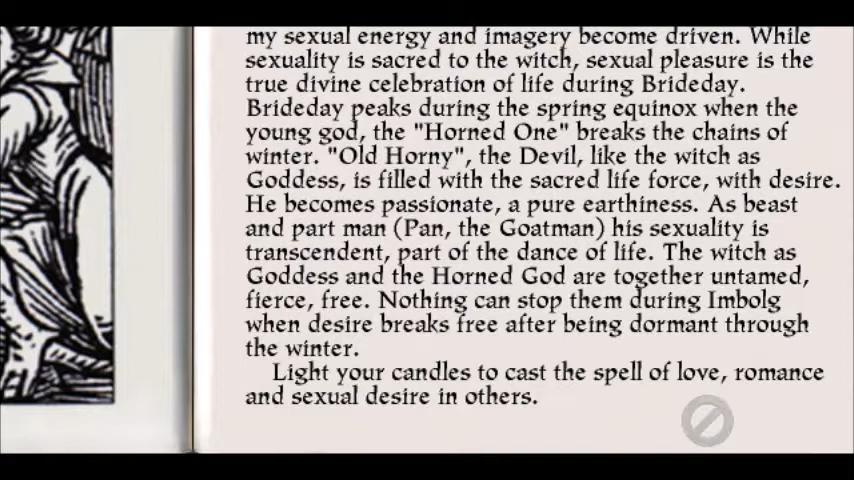 my sexual energy and imagery become driven. While
sexuality is sacred to the witch, sexual pleasure is the
true divine celebration of life during Brideday.
Brideday peaks during the spring equinox when the
young god, the "Horned One" breaks the chains of
winter. "Old Horny", the Devil, like the witch as
Goddess, is filled with the sacred life force, with desire.
He becomes passionate, a pure earthiness. As beast
and part man (Pan, the Goatman) his sexuality is
transcendent, part of the dance of life. The witch as
Goddess and the Horned God are together untamed,
fierce, free. Nothing can stop them during Imbolg
when desire breaks free after being dormant through
the winter.
Light your candles to cast the spell of love, romance
and sexual desire in others.